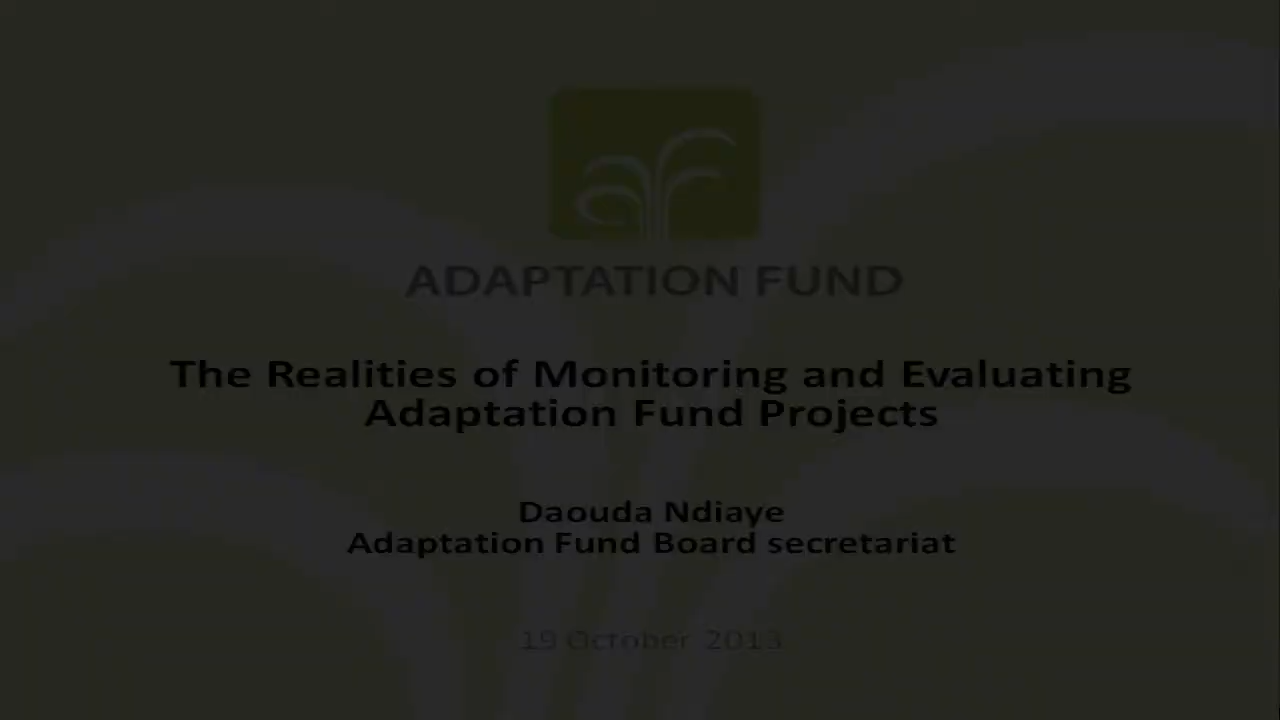 af
ADAPTATION FUND
The Realities of Monitoring and Evaluating
Adaptation Fund Projects
Daouda Ndiaye
Adaptation Fund Board secretariat
19 October 2013